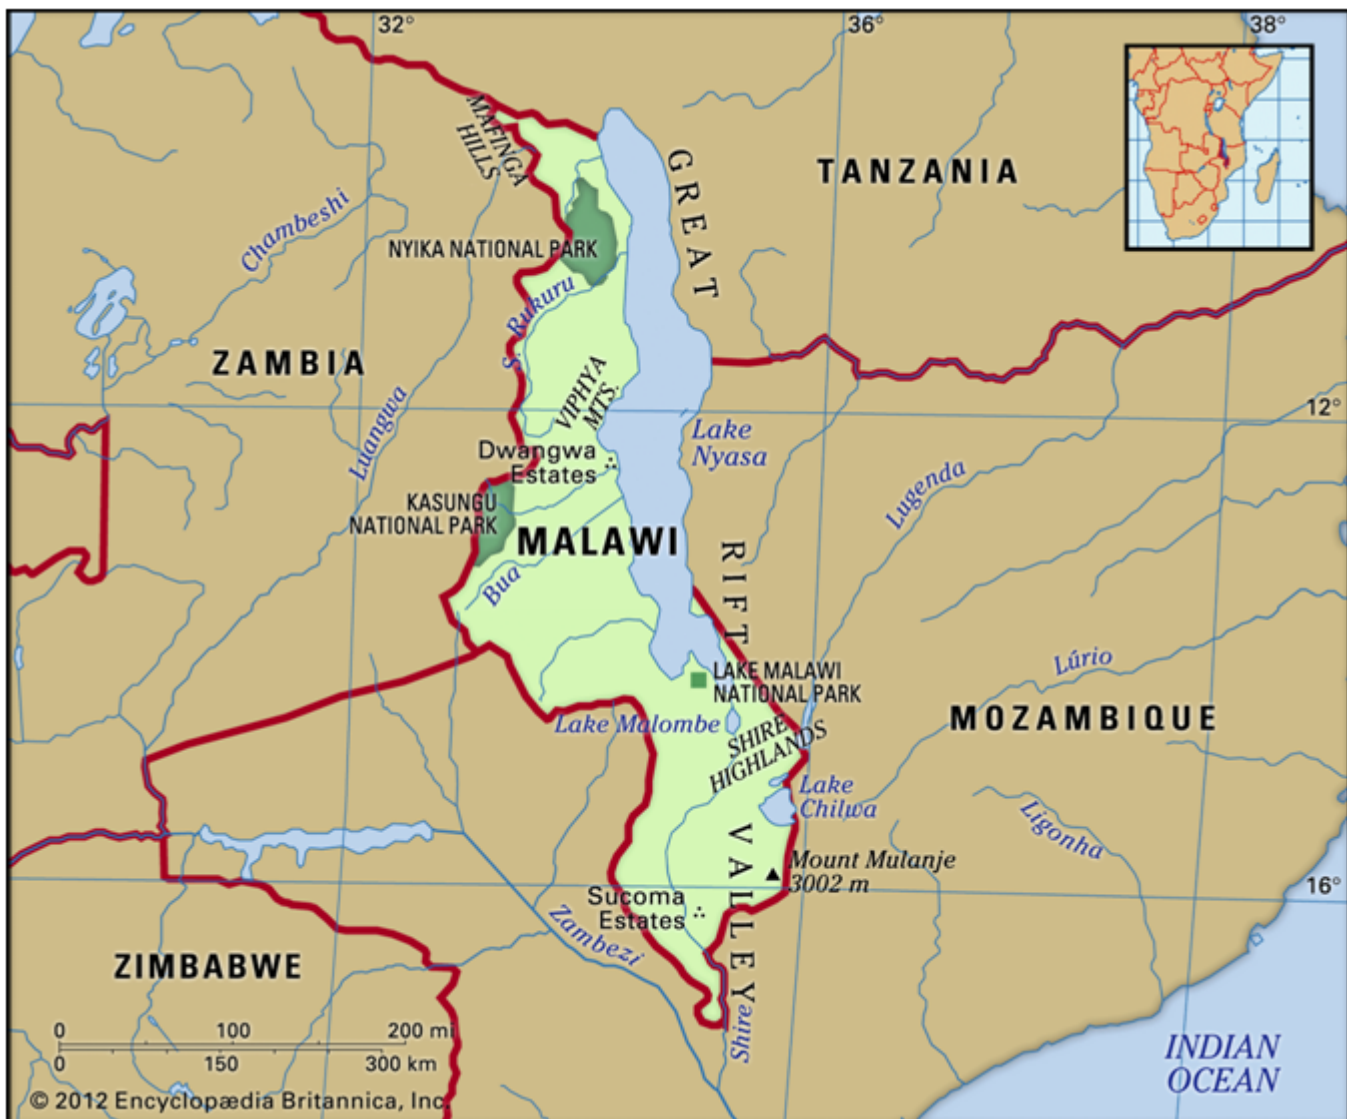 32°
36°
38°
MAFINGA
HILLS
GREAT
TANZANIA
Chambeshi
NYIKA NATIONAL PARK
S. Rukuru
ZAMBIA
VIPHYA
MTS.
Luangwa
12°
Lake
Nyasa
Dwangwa
Estates
KASUNGU
NATIONAL PARK
Lugenda
MALAWI
RIFT
Bua
LAKE MALAWI
NATIONAL PARK
Lúrio
Lake Malombe
SHIRE
HIGHLANDS
MOZAMBIQUE
Lake
Chilwa
Ligonha
VALLEY
Mount Mulanje
3002 m
16°
Sucoma
Estates
Zambezi
ZIMBABWE
Shire
0 100 200 mi
0 150 300 km
INDIAN
OCEAN
© 2012 Encyclopædia Britannica, Inc.